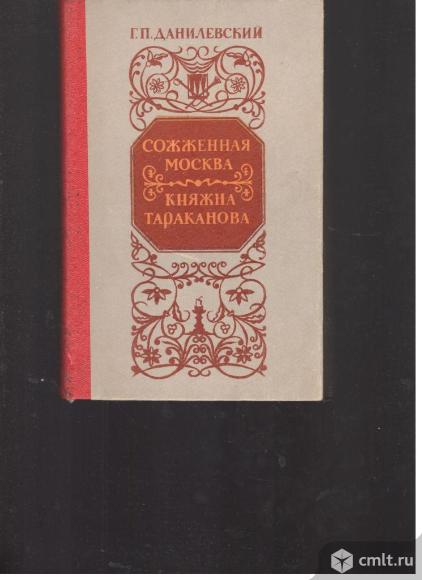 Г.П.ДАНИЛЕВСКИЙ
СОЖЖЕННАЯ
МОСКВА
КНЯЖНА
ТАРАКАНОВА
cmlt.ru